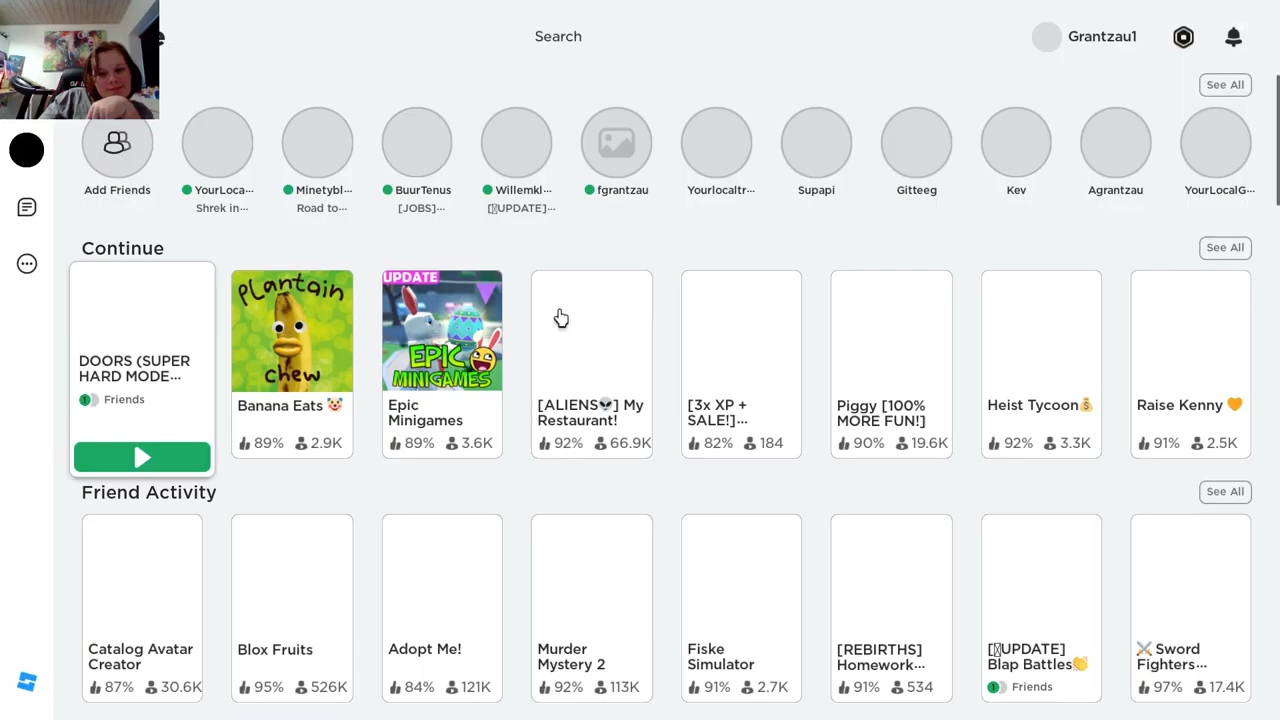 Search
Grantzau1
See All
Add Friends
YourLoca···
Shrek in···
Minetybl···
Road to···
BuurTenus
[JOBS]···
Willemkl···
[▯UPDATE]···
fgrantzau
Yourlocaltr···
Supapi
Gitteeg
Kev
Agrantzau
YourLocalG···
Continue
See All
DOORS (SUPER
HARD MODE···
1 Friends
PLantain
chew
Banana Eats 🤡
89% 2.9K
UPDATE
EPIC
MINIGAMES
Epic
Minigames
89% 3.6K
[ALIENS👽] My
Restaurant!
92% 66.9K
[3x XP +
SALE!]···
82% 184
Piggy [100%
MORE FUN!]
90% 19.6K
Heist Tycoon💰
92% 3.3K
Raise Kenny 🧡
91% 2.5K
Friend Activity
See All
Catalog Avatar
Creator
87% 30.6K
Blox Fruits
95% 526K
Adopt Me!
84% 121K
Murder
Mystery 2
92% 113K
Fiske
Simulator
91% 2.7K
[REBIRTHS]
Homework···
91% 534
[▯UPDATE]
Blap Battles👏
1 Friends
⚔️ Sword
Fighters···
97% 17.4K